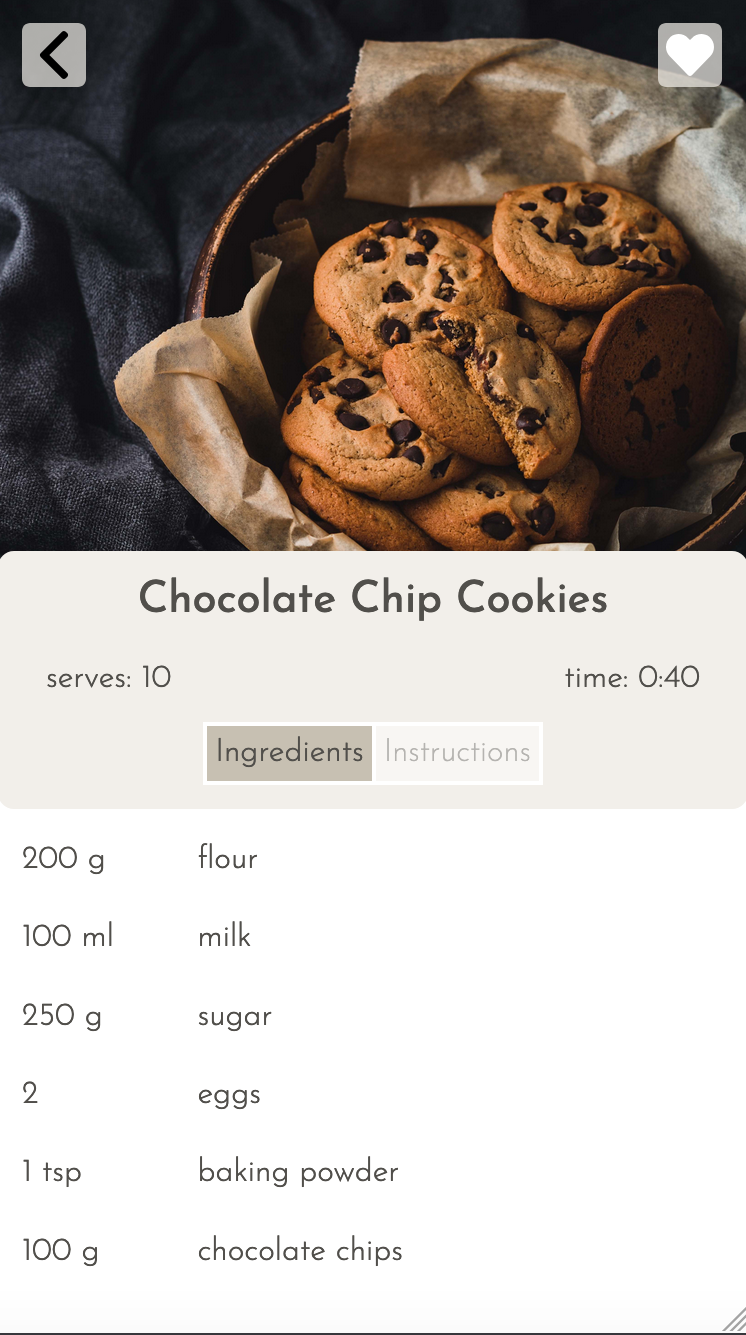 Chocolate Chip Cookies
serves: 10 time: 0:40
Ingredients Instructions
200 g flour
100 ml milk
250 g sugar
2 eggs
1 tsp baking powder
100 g chocolate chips